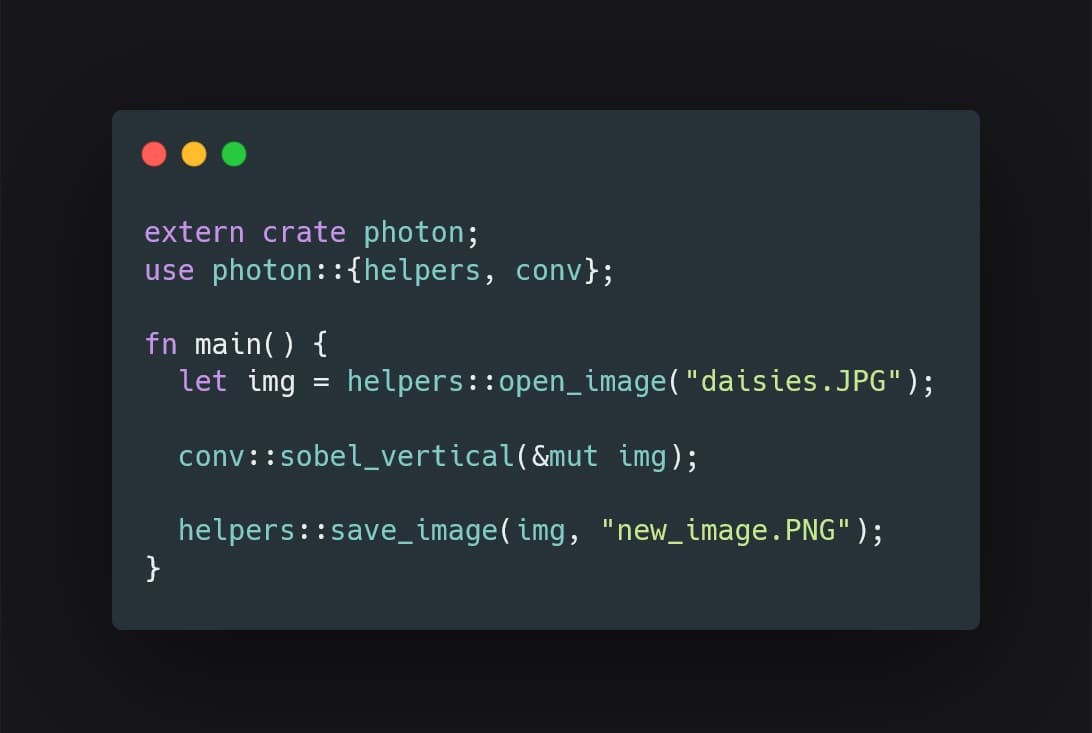 extern crate photon;
use photon::{helpers, conv};

fn main() {
  let img = helpers::open_image("daisies.JPG");

  conv::sobel_vertical(&mut img);

  helpers::save_image(img, "new_image.PNG");
}